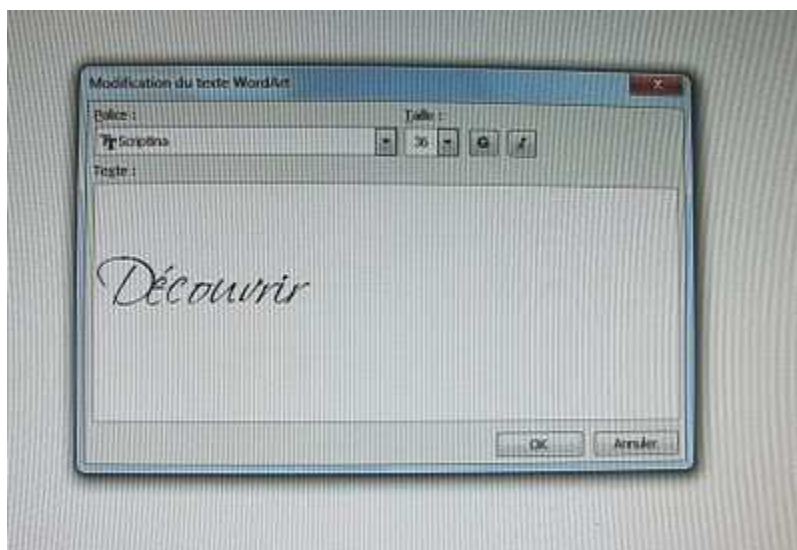 Modification du texte WordArt
Police :
Taille :
Scriptina
36
G
I
Texte :
Découvrir
OK
Annuler